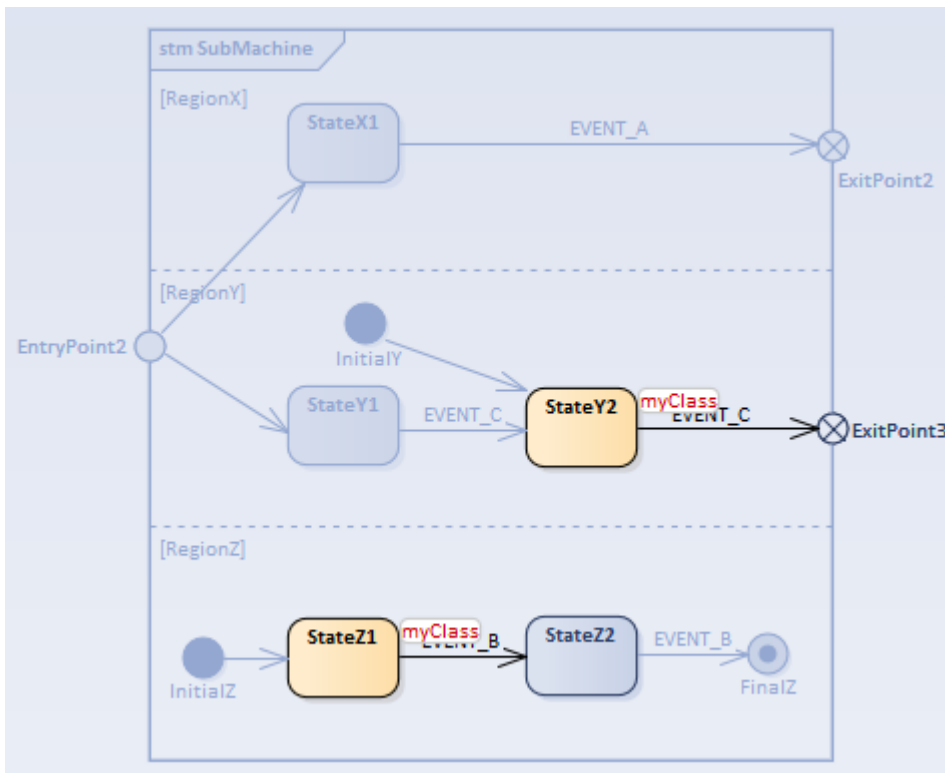 stm SubMachine
[RegionX]
StateX1
EVENT_A
ExitPoint2
[RegionY]
EntryPoint2
InitialY
StateY1
EVENT_C
StateY2
myClass
EVENT_C
ExitPoint3
[RegionZ]
StateZ1
myClass
EVENT_B
StateZ2
EVENT_B
InitialZ
FinalZ